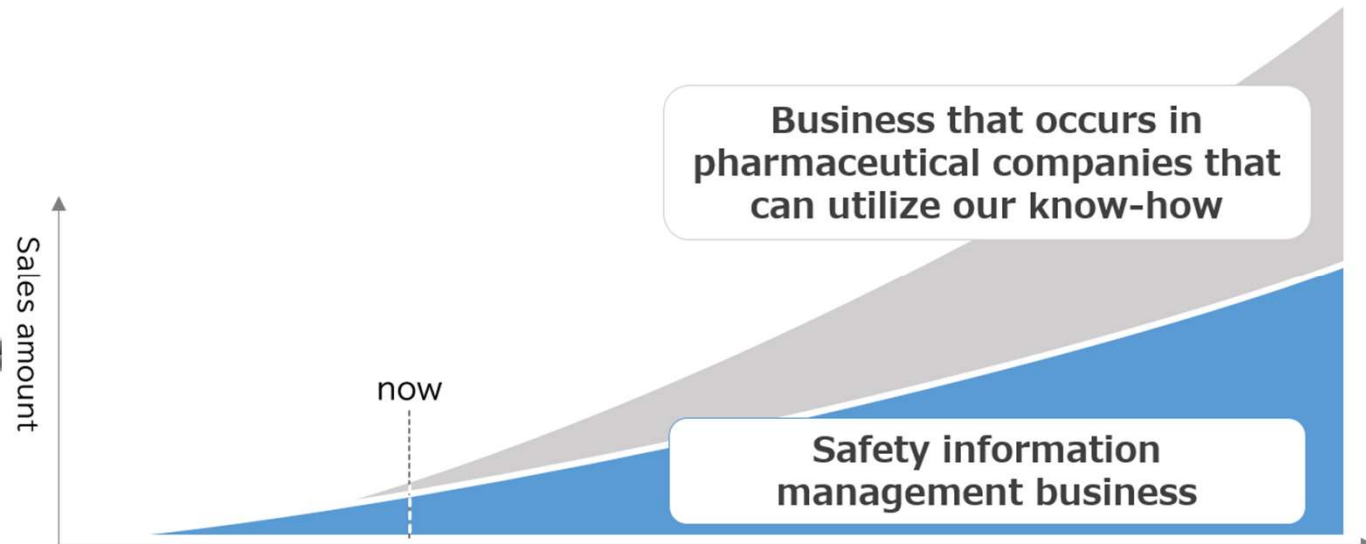 Business that occurs in
pharmaceutical companies that
can utilize our know-how
Sales amount
now
Safety information
management business